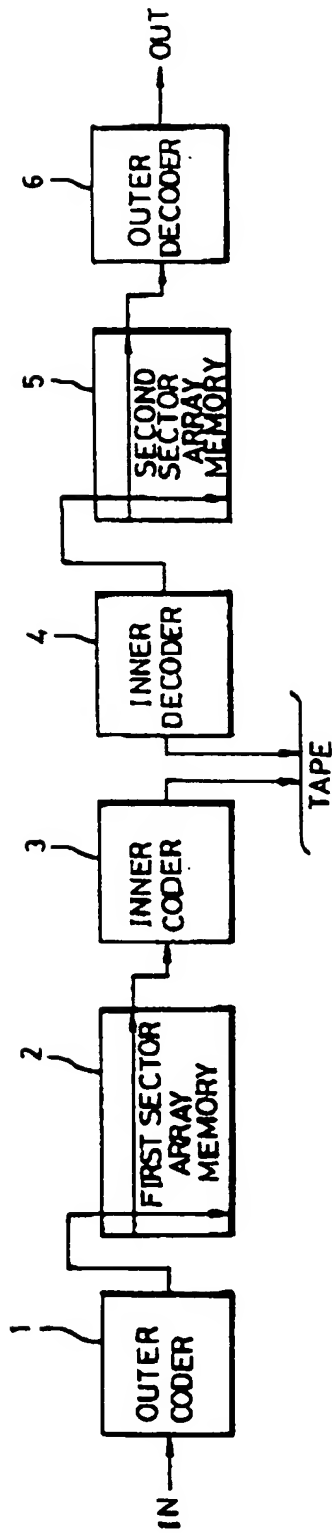 IN
1
OUTER
CODER
2
FIRST SECTOR
ARRAY
MEMORY
3
INNER
CODER
TAPE
4
INNER
DECODER
5
SECOND
SECTOR
ARRAY
MEMORY
6
OUTER
DECODER
OUT